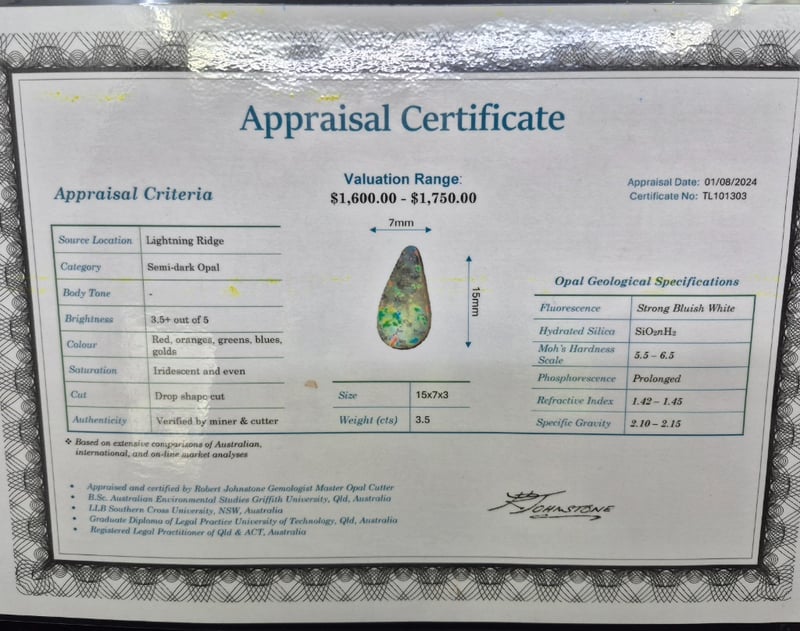 Appraisal Certificate
Appraisal Criteria
Source Location Lightning Ridge
Category Semi-dark Opal
Body Tone -
Brightness 3.5+ out of 5
Colour Red, oranges, greens, blues,
golds
Saturation Iridescent and even
Cut Drop shape cut
Authenticity Verified by miner & cutter
❖ Based on extensive comparisons of Australian,
international, and on-line market analyses
Valuation Range:
$1,600.00 - $1,750.00
7mm
15mm
Size 15x7x3
Weight (cts) 3.5
Appraisal Date: 01/08/2024
Certificate No: TL101303
Opal Geological Specifications
Fluorescence Strong Bluish White
Hydrated Silica SiO2nH2
Moh's Hardness
Scale 5.5 – 6.5
Phosphorescence Prolonged
Refractive Index 1.42 – 1.45
Specific Gravity 2.10 – 2.15
• Appraised and certified by Robert Johnstone Gemologist Master Opal Cutter
• B.Sc. Australian Environmental Studies Griffith University, Qld, Australia
• LLB Southern Cross University, NSW, Australia
• Graduate Diploma of Legal Practice University of Technology, Qld, Australia
• Registered Legal Practitioner of Qld & ACT, Australia
RJohnstone